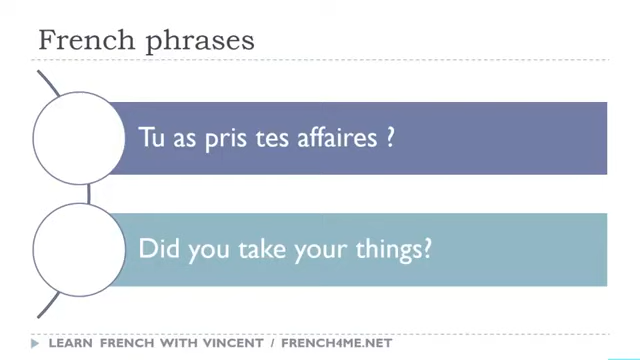 French phrases
Tu as pris tes affaires ?
Did you take your things?
LEARN FRENCH WITH VINCENT / FRENCH4ME.NET